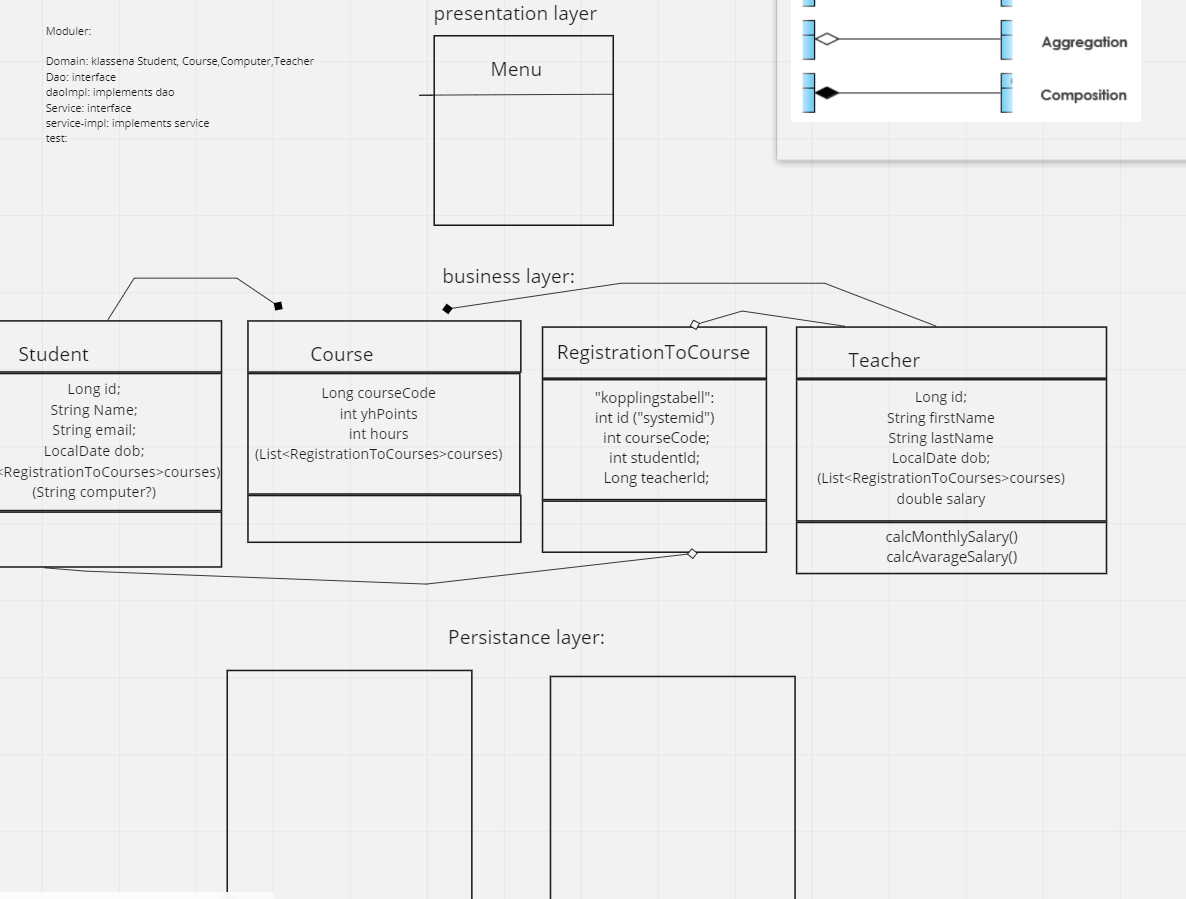 presentation layer
Moduler:
Domain: klassena Student, Course,Computer,Teacher
Dao: interface
daoImpl: implements dao
Service: interface
service-impl: implements service
test:
Menu
Aggregation
Composition
business layer:
Student
Long id;
String Name;
String email;
LocalDate dob;
<RegistrationToCourses>courses)
(String computer?)
Course
Long courseCode
int yhPoints
int hours
(List<RegistrationToCourses>courses)
RegistrationToCourse
"kopplingstabell":
int id ("systemid")
int courseCode;
int studentId;
Long teacherId;
Teacher
Long id;
String firstName
String lastName
LocalDate dob;
(List<RegistrationToCourses>courses)
double salary
calcMonthlySalary()
calcAvarageSalary()
Persistance layer: